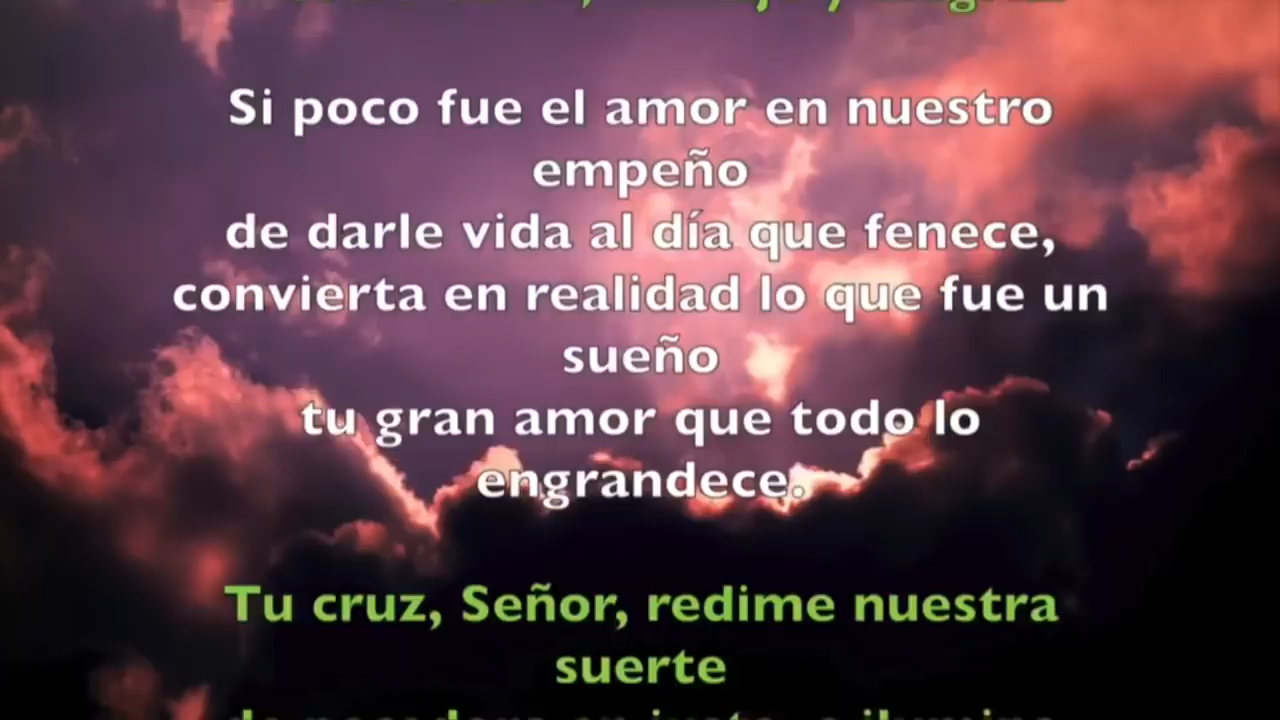 Si poco fue el amor en nuestro
empeño
de darle vida al día que fenece,
convierta en realidad lo que fue un
sueño
tu gran amor que todo lo
engrandece.
Tu cruz, Señor, redime nuestra
suerte